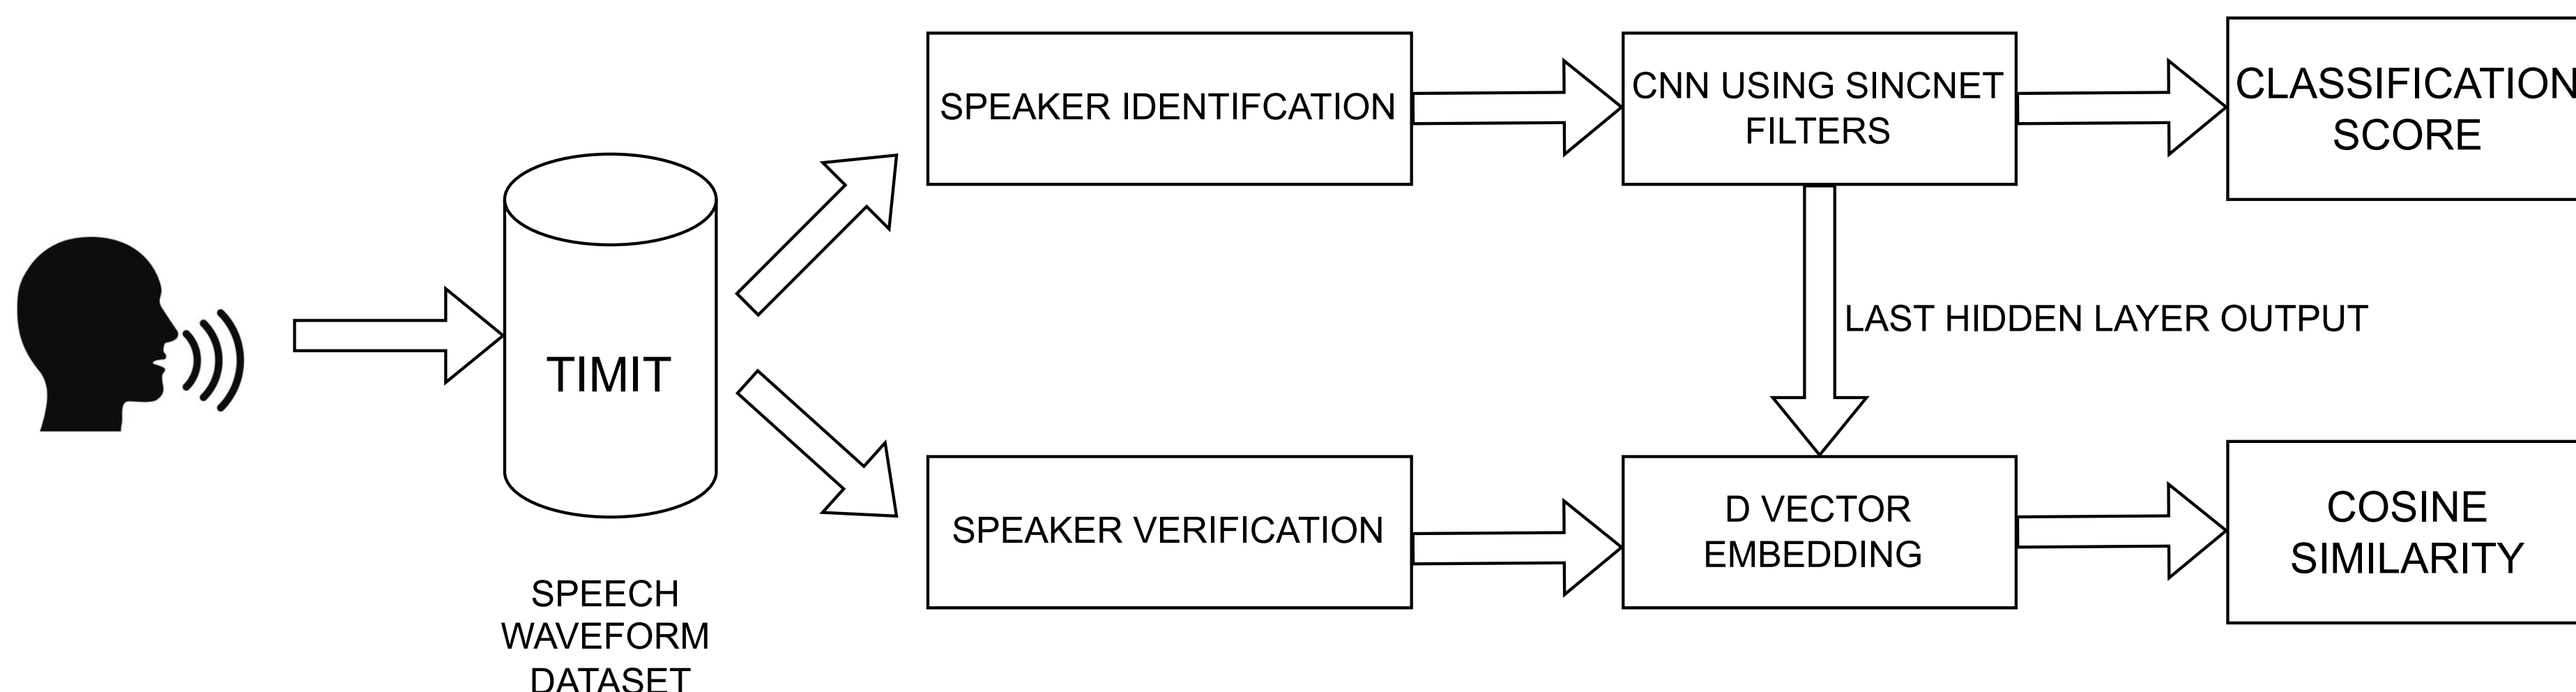 SPEAKER IDENTIFCATION
CNN USING SINCNET
FILTERS
CLASSIFICATION
SCORE
TIMIT
LAST HIDDEN LAYER OUTPUT
SPEAKER VERIFICATION
D VECTOR
EMBEDDING
COSINE
SIMILARITY
SPEECH
WAVEFORM
DATASET